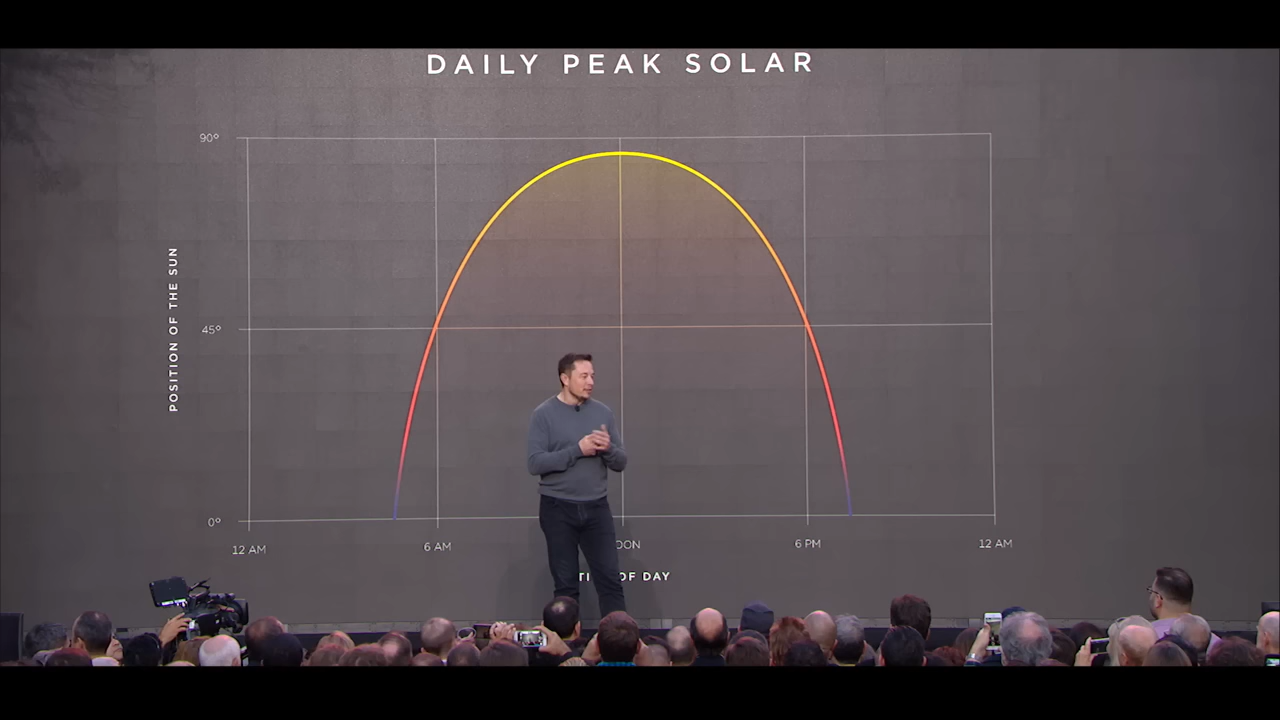 DAILY PEAK SOLAR
90°
POSITION OF THE SUN
45°
0°
12 AM
6 AM
6 PM
12 AM
OF DAY